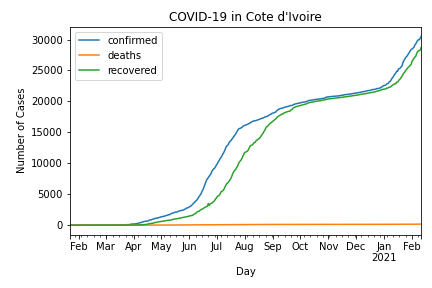 COVID-19 in Cote d'Ivoire
confirmed
deaths
recovered
Number of Cases
30000
25000
20000
15000
10000
5000
0
Feb Mar Apr May Jun Jul Aug Sep Oct Nov Dec Jan Feb
2021
Day